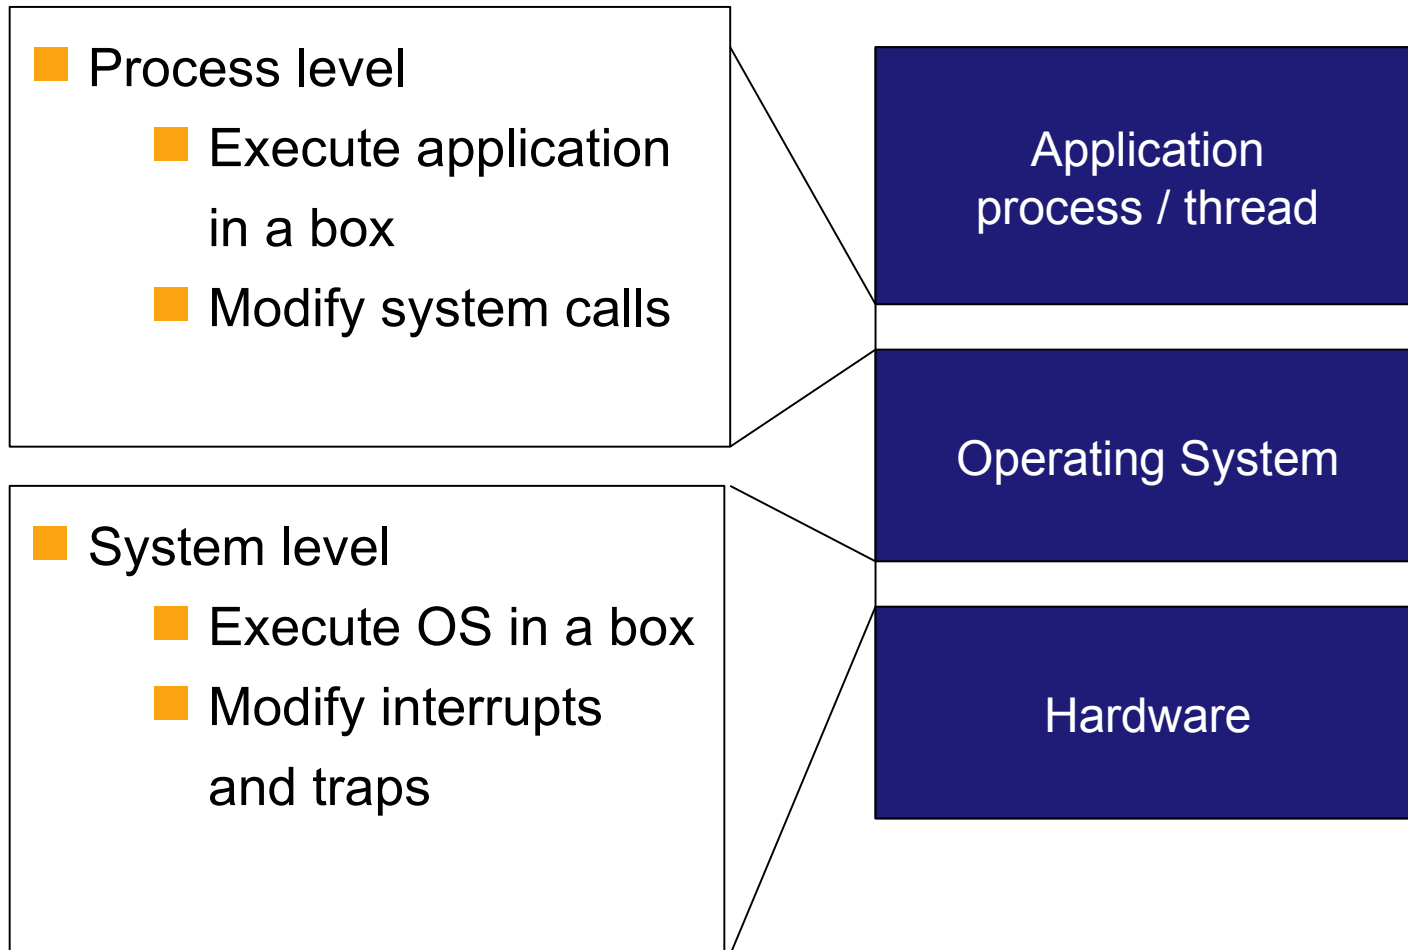 Process level
Execute application
in a box
Modify system calls
System level
Execute OS in a box
Modify interrupts
and traps
Application
process / thread
Operating System
Hardware